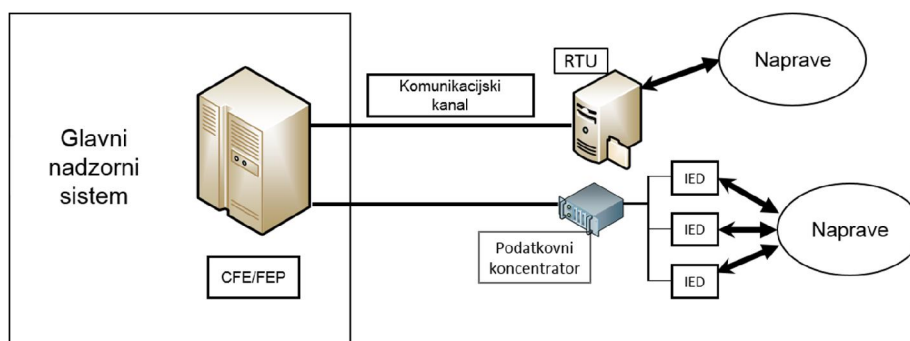 Glavni
nadzorni
sistem
CFE/FEP
Komunikacijski
kanal
RTU
Naprave
Podatkovni
koncentrator
IED
IED
IED
Naprave